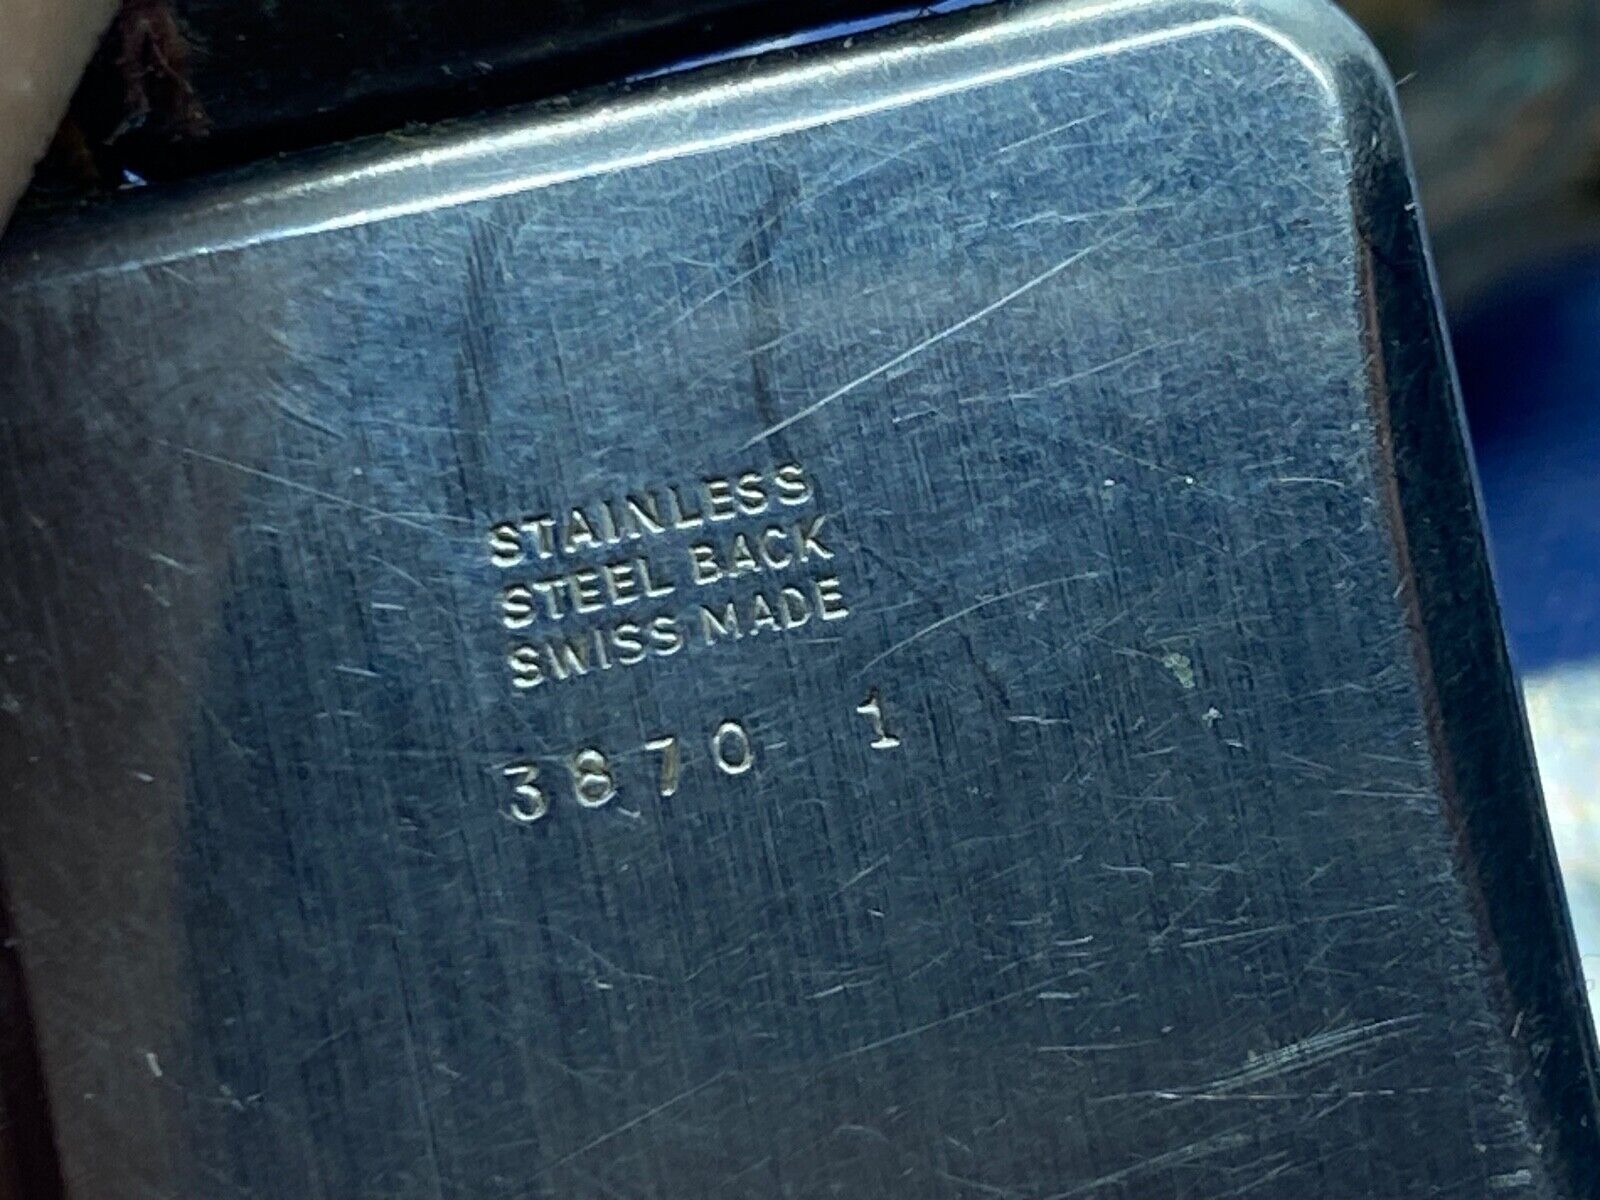 STAINLESS
STEEL BACK
SWISS MADE
3870 1